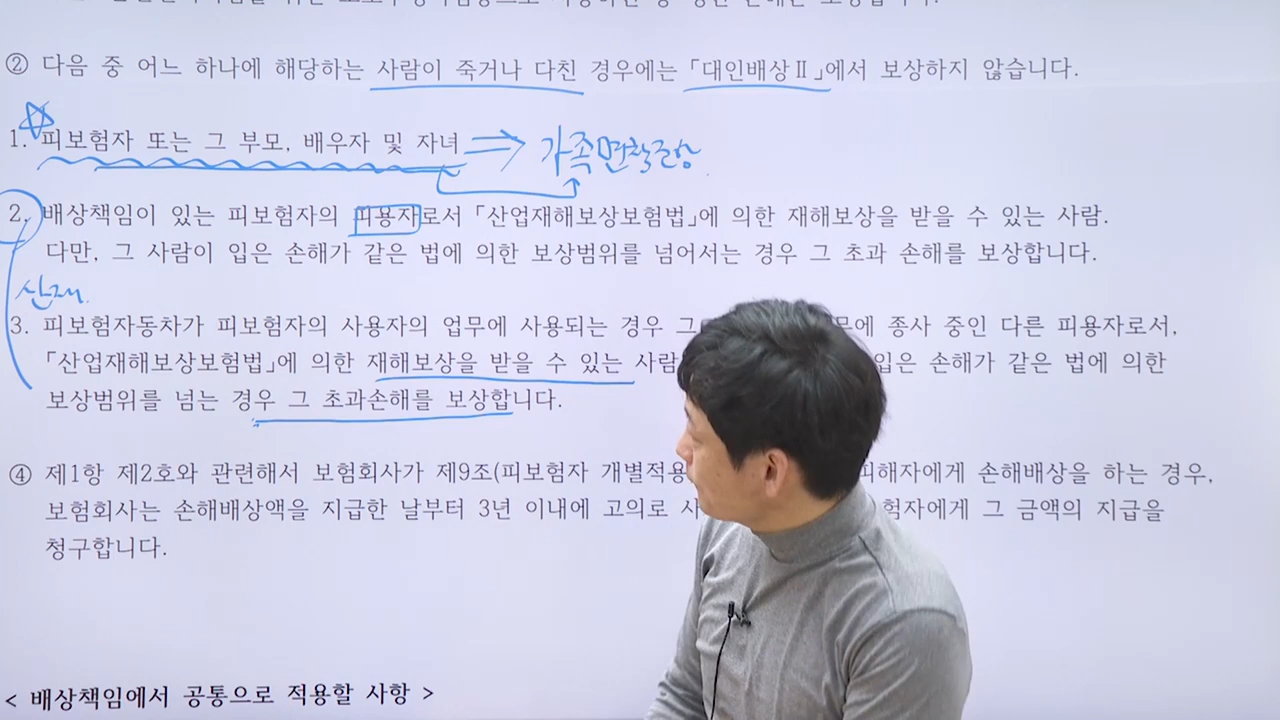 ② 다음 중 어느 하나에 해당하는 사람이 죽거나 다친 경우에는 「대인배상Ⅱ」에서 보상하지 않습니다.
1. 피보험자 또는 그 부모, 배우자 및 자녀 가족면책조항
2. 배상책임이 있는 피보험자의 피용자로서 「산업재해보상보험법」에 의한 재해보상을 받을 수 있는 사람.
다만, 그 사람이 입은 손해가 같은 법에 의한 보상범위를 넘어서는 경우 그 초과 손해를 보상합니다.
산재
3. 피보험자동차가 피보험자의 사용자의 업무에 사용되는 경우 종사 중인 다른 피용자로서,
「산업재해보상보험법」에 의한 재해보상을 받을 수 있는 입은 손해가 같은 법에 의한
보상범위를 넘는 경우 그 초과손해를 보상합니다.
④ 제1항 제2호와 관련해서 보험회사가 제9조(피보험자 개별적용 피해자에게 손해배상을 하는 경우,
보험회사는 손해배상액을 지급한 날부터 3년 이내에 고의로 그 금액의 지급을
청구합니다.
< 배상책임에서 공통으로 적용할 사항 >